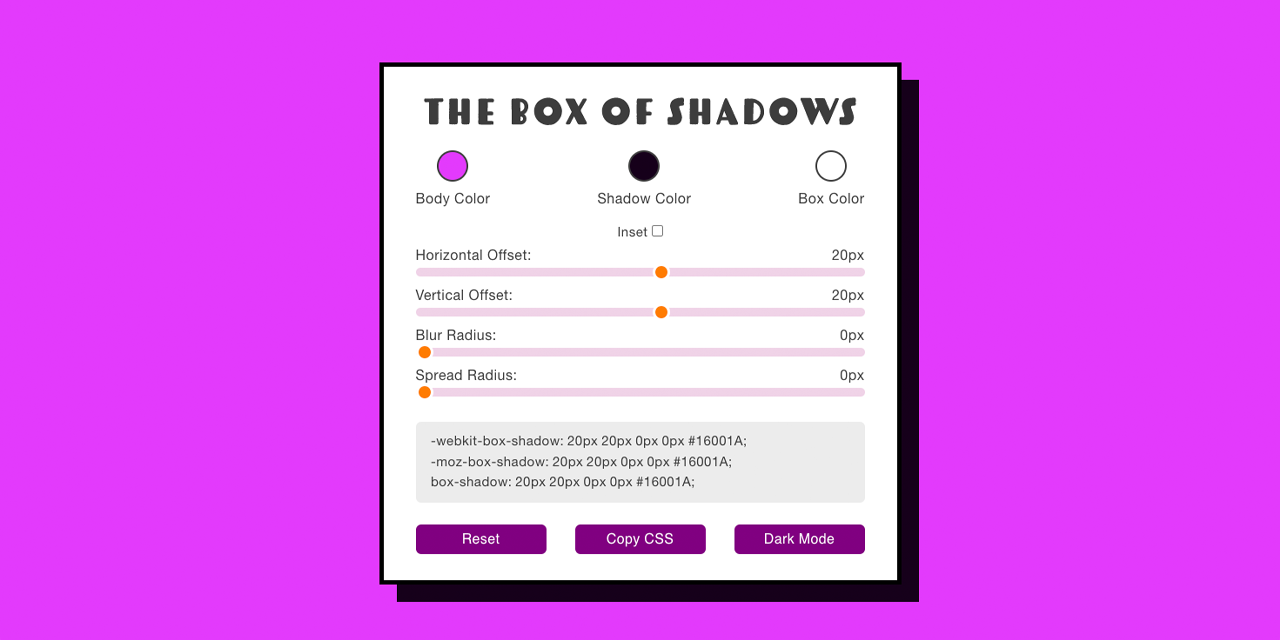 THE BOX OF SHADOWS
Body Color Shadow Color Box Color
Inset
Horizontal Offset: 20px
Vertical Offset: 20px
Blur Radius: 0px
Spread Radius: 0px
-webkit-box-shadow: 20px 20px 0px 0px #16001A;
-moz-box-shadow: 20px 20px 0px 0px #16001A;
box-shadow: 20px 20px 0px 0px #16001A;
Reset Copy CSS Dark Mode